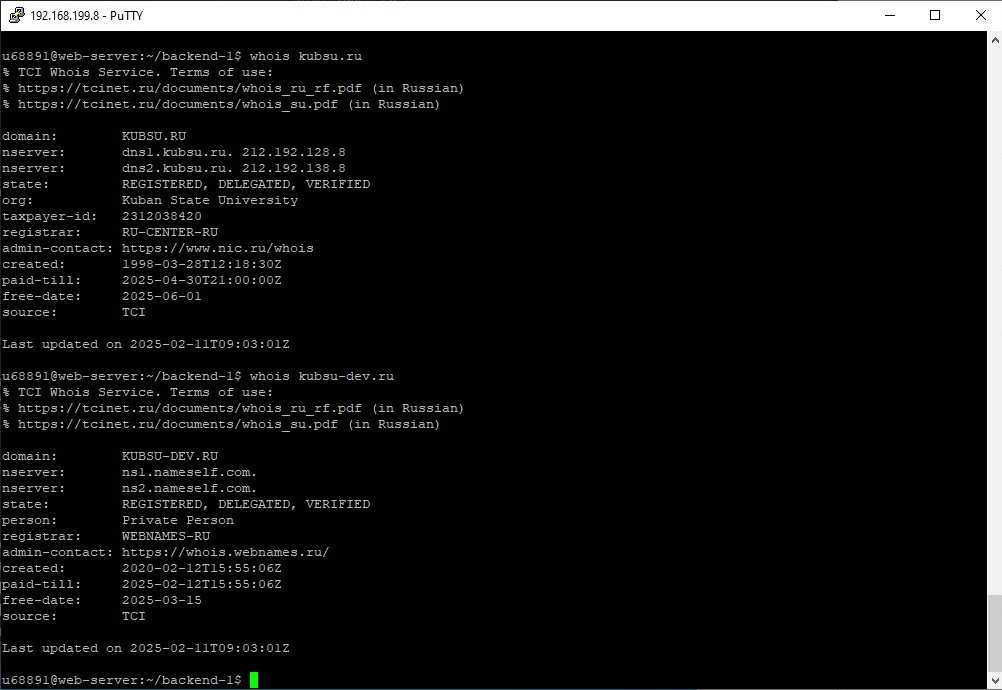 192.168.199.8 - PuTTY
u68891@web-server:~/backend-1$ whois kubsu.ru
% TCI Whois Service. Terms of use:
% https://tcinet.ru/documents/whois_ru_rf.pdf (in Russian)
% https://tcinet.ru/documents/whois_su.pdf (in Russian)
domain:        KUBSU.RU
nserver:       dns1.kubsu.ru. 212.192.128.8
nserver:       dns2.kubsu.ru. 212.192.138.8
state:         REGISTERED, DELEGATED, VERIFIED
org:           Kuban State University
taxpayer-id:   2312038420
registrar:     RU-CENTER-RU
admin-contact: https://www.nic.ru/whois
created:       1998-03-28T12:18:30Z
paid-till:     2025-04-30T21:00:00Z
free-date:     2025-06-01
source:        TCI
Last updated on 2025-02-11T09:03:01Z
u68891@web-server:~/backend-1$ whois kubsu-dev.ru
% TCI Whois Service. Terms of use:
% https://tcinet.ru/documents/whois_ru_rf.pdf (in Russian)
% https://tcinet.ru/documents/whois_su.pdf (in Russian)
domain:        KUBSU-DEV.RU
nserver:       ns1.nameself.com.
nserver:       ns2.nameself.com.
state:         REGISTERED, DELEGATED, VERIFIED
person:        Private Person
registrar:     WEBNAMES-RU
admin-contact: https://whois.webnames.ru/
created:       2020-02-12T15:55:06Z
paid-till:     2025-02-12T15:55:06Z
free-date:     2025-03-15
source:        TCI
Last updated on 2025-02-11T09:03:01Z
u68891@web-server:~/backend-1$